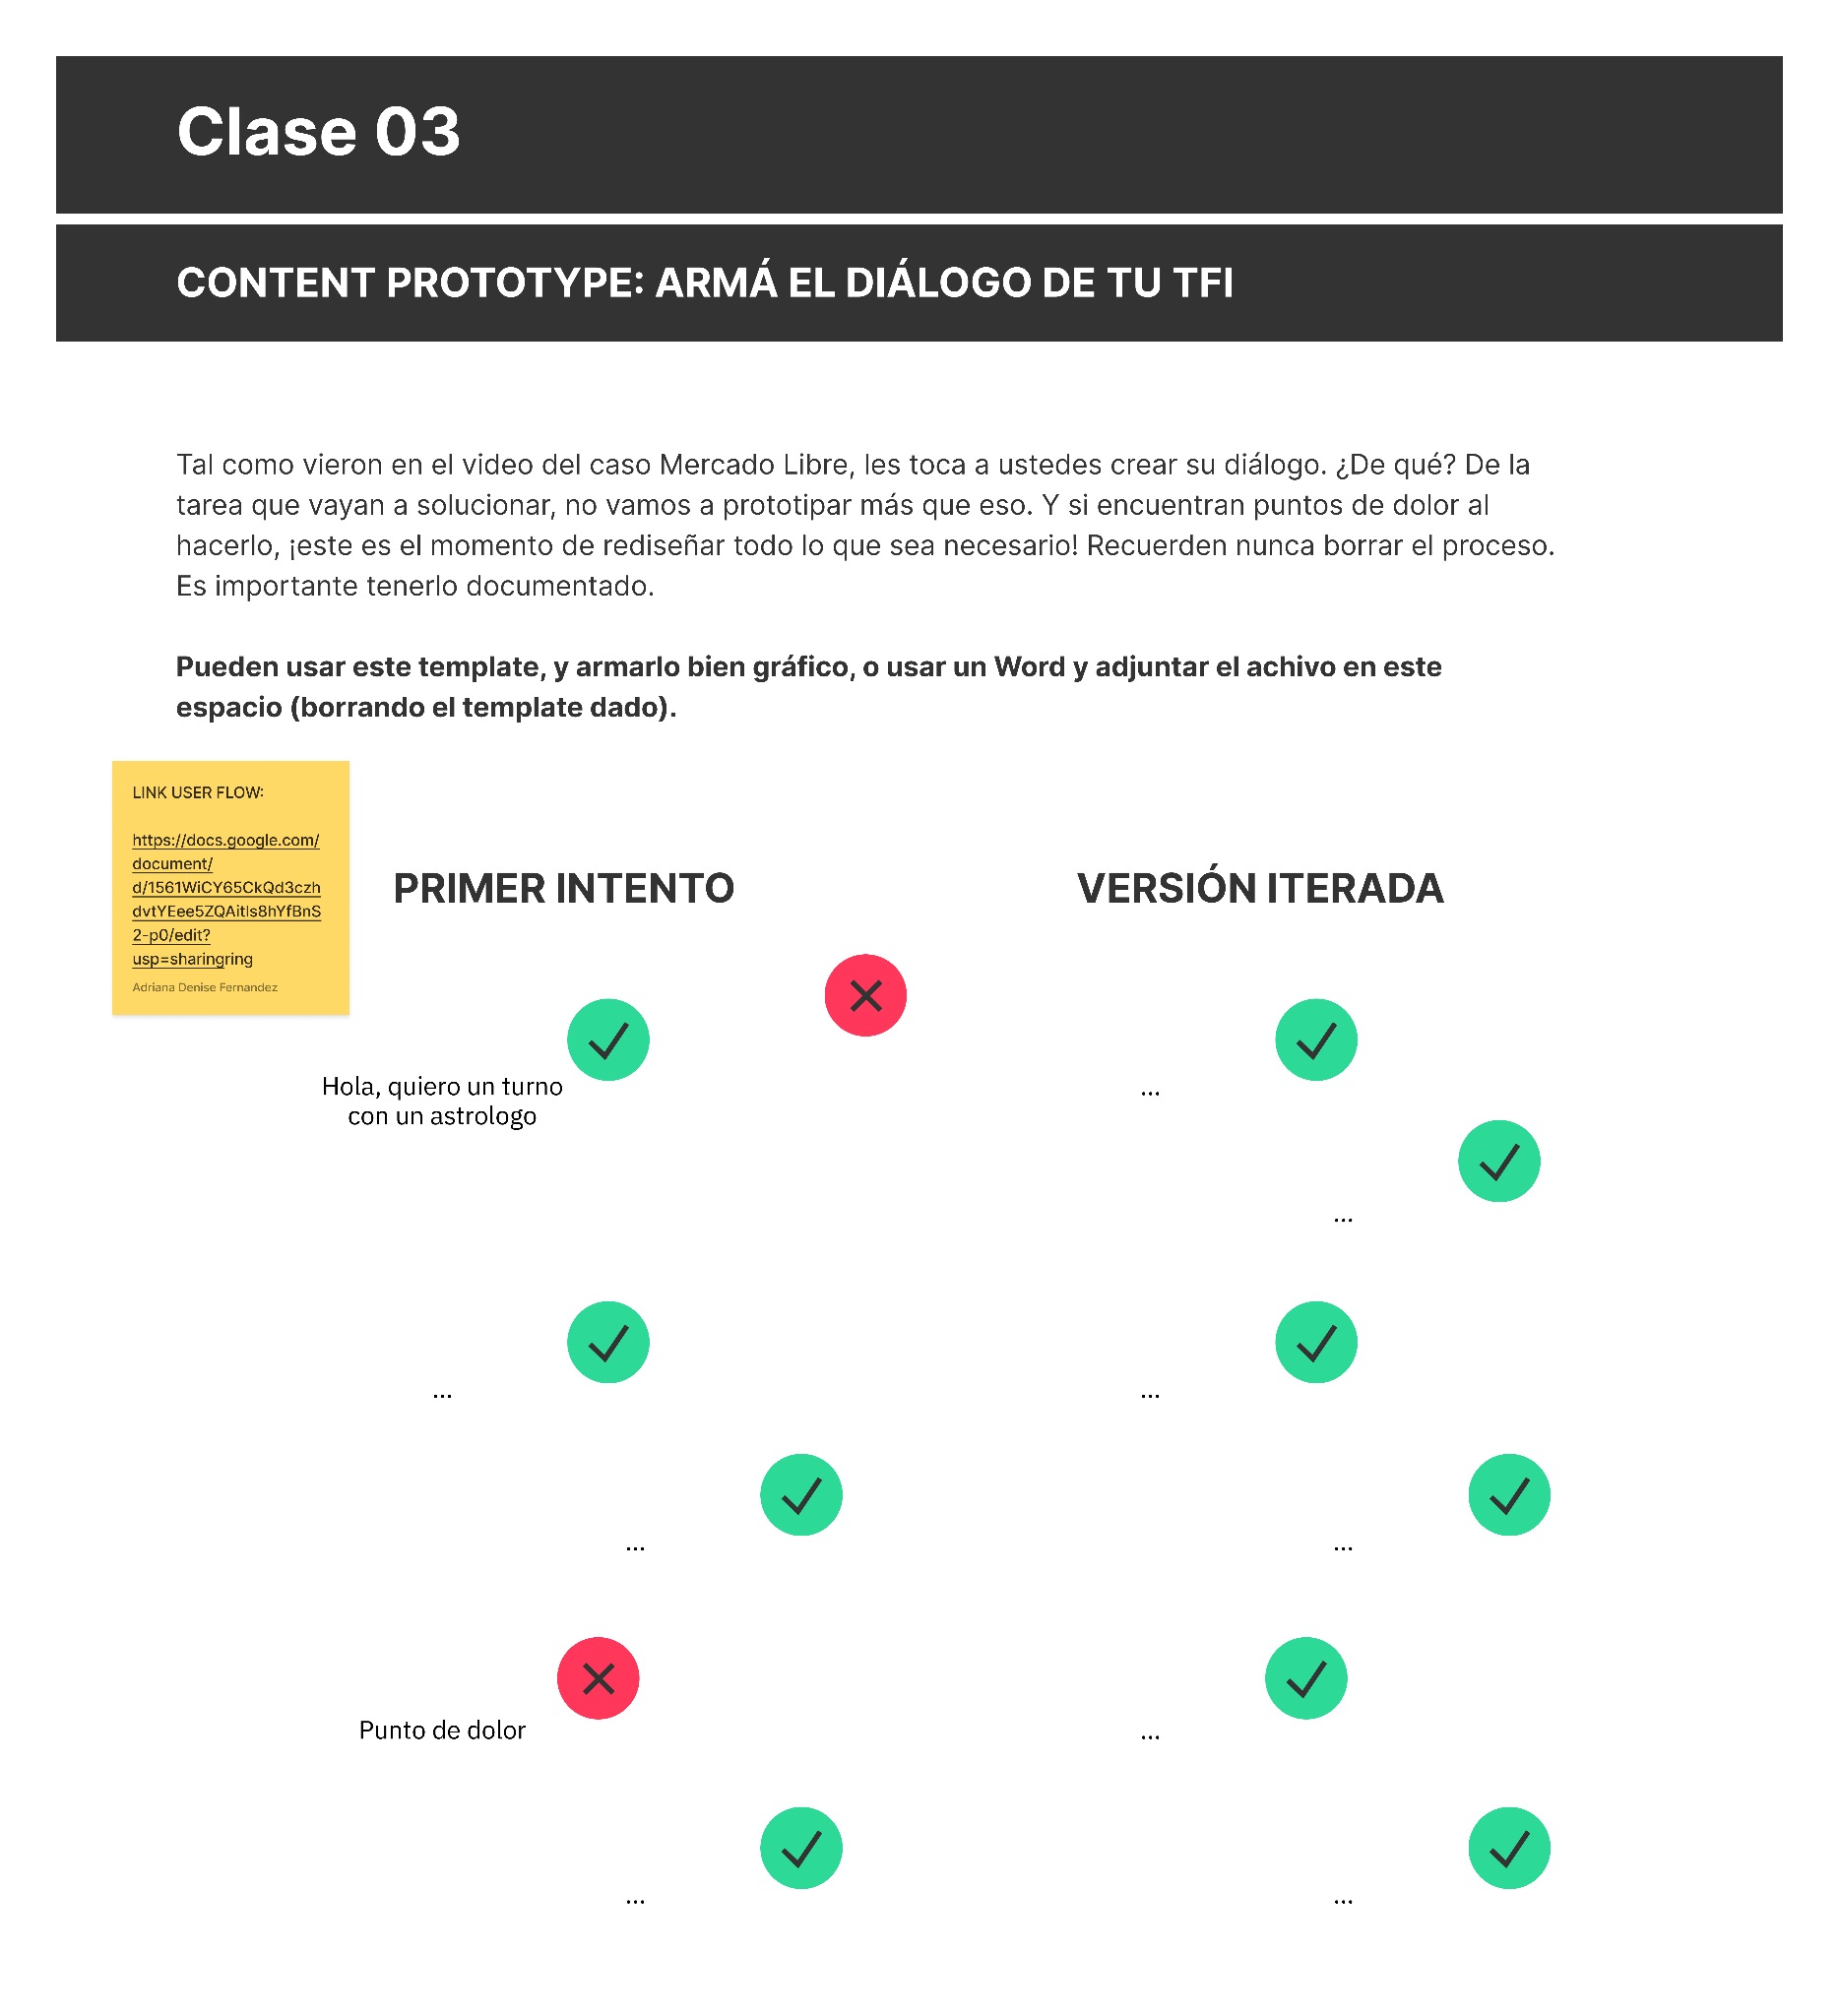 Clase 03
CONTENT PROTOTYPE: ARMÁ EL DIÁLOGO DE TU TFI
Tal como vieron en el video del caso Mercado Libre, les toca a ustedes crear su diálogo. ¿De qué? De la
tarea que vayan a solucionar, no vamos a prototipar más que eso. Y si encuentran puntos de dolor al
hacerlo, ¡este es el momento de rediseñar todo lo que sea necesario! Recuerden nunca borrar el proceso.
Es importante tenerlo documentado.
Pueden usar este template, y armarlo bien gráfico, o usar un Word y adjuntar el achivo en este
espacio (borrando el template dado).
LINK USER FLOW:
https://docs.google.com/
document/
d/1561WiCY65CkQd3czh
dvtYEee5ZQAitls8hYfBnS
2-p0/edit?
usp=sharingring
Adriana Denise Fernandez
PRIMER INTENTO
VERSIÓN ITERADA
Hola, quiero un turno
con un astrologo
...
...
...
...
...
...
Punto de dolor
...
...
...